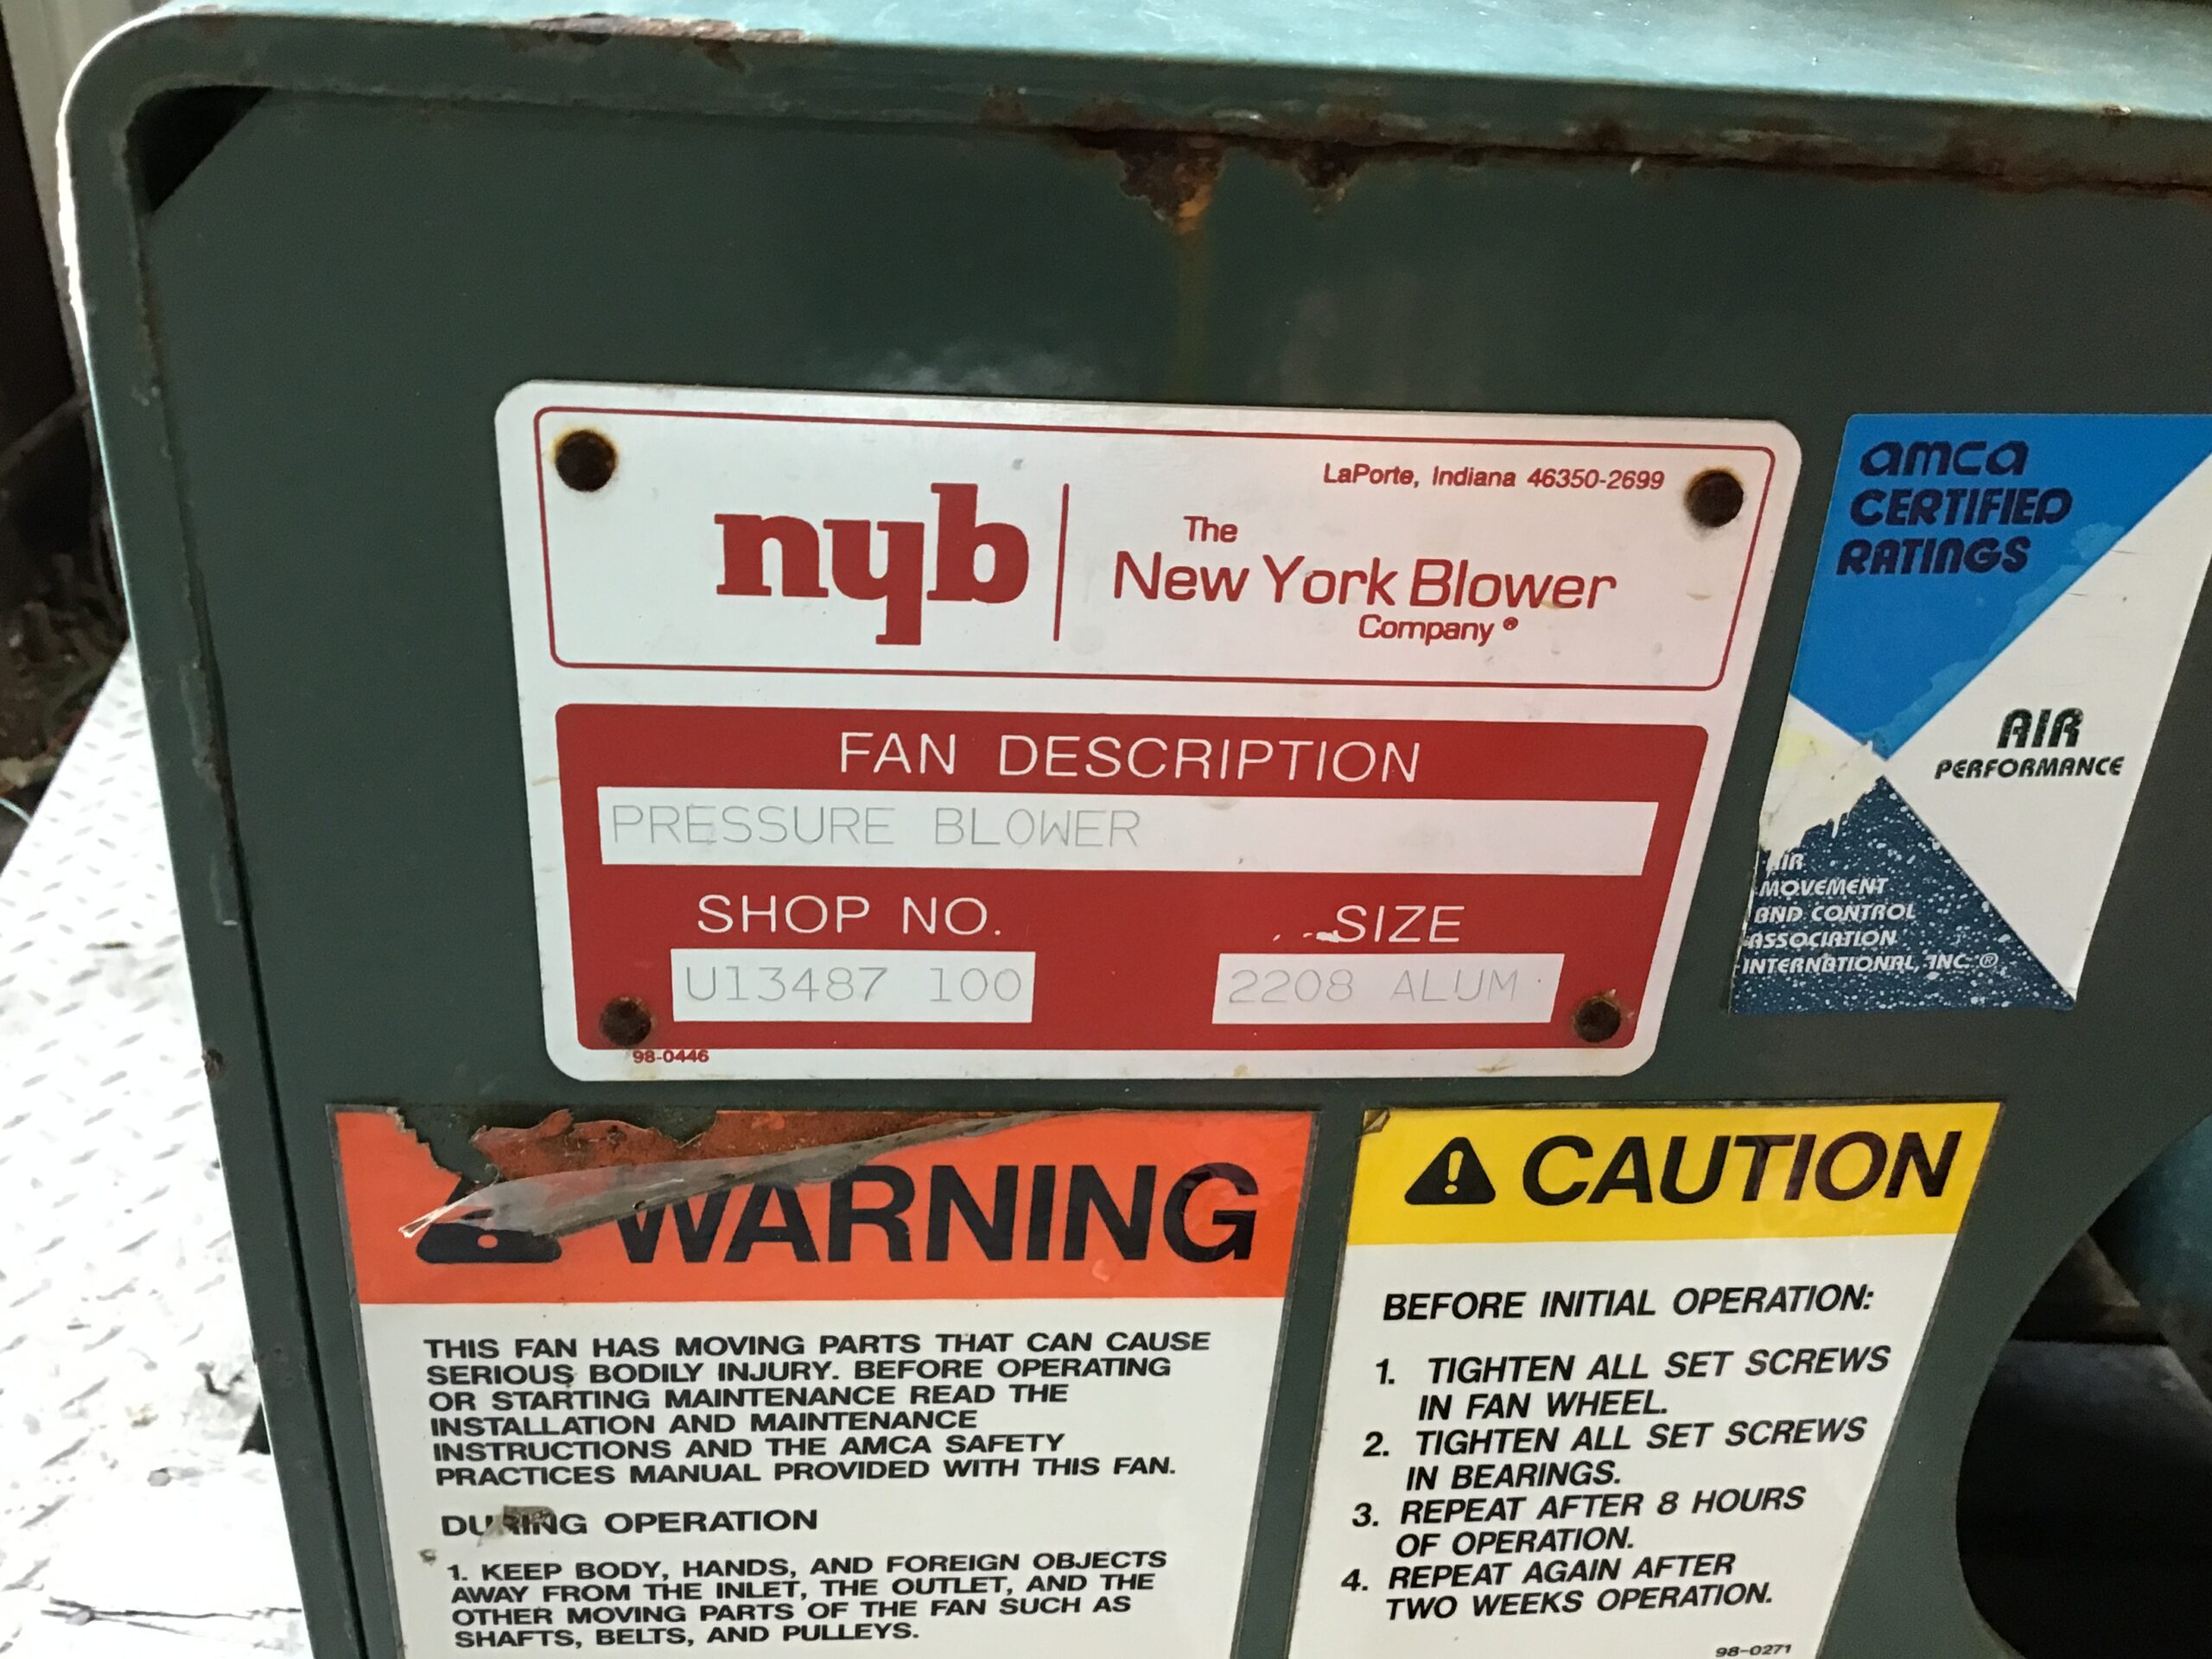 LaPorte, Indiana 46350-2699
nyb
The
New York Blower
Company ®
FAN DESCRIPTION
PRESSURE BLOWER
SHOP NO.
SIZE
U13487 100
2208 ALUM
98-0446
amca
CERTIFIED
RATINGS
AIR
PERFORMANCE
AIR
MOVEMENT
AND CONTROL
ASSOCIATION
INTERNATIONAL, INC.®
WARNING
THIS FAN HAS MOVING PARTS THAT CAN CAUSE
SERIOUS BODILY INJURY. BEFORE OPERATING
OR STARTING MAINTENANCE READ THE
INSTALLATION AND MAINTENANCE
INSTRUCTIONS AND THE AMCA SAFETY
PRACTICES MANUAL PROVIDED WITH THIS FAN.
DURING OPERATION
1. KEEP BODY, HANDS, AND FOREIGN OBJECTS
AWAY FROM THE INLET, THE OUTLET, AND THE
OTHER MOVING PARTS OF THE FAN SUCH AS
SHAFTS, BELTS, AND PULLEYS.
CAUTION
BEFORE INITIAL OPERATION:
1. TIGHTEN ALL SET SCREWS
IN FAN WHEEL.
2. TIGHTEN ALL SET SCREWS
IN BEARINGS.
3. REPEAT AFTER 8 HOURS
OF OPERATION.
4. REPEAT AGAIN AFTER
TWO WEEKS OPERATION.
98-0271